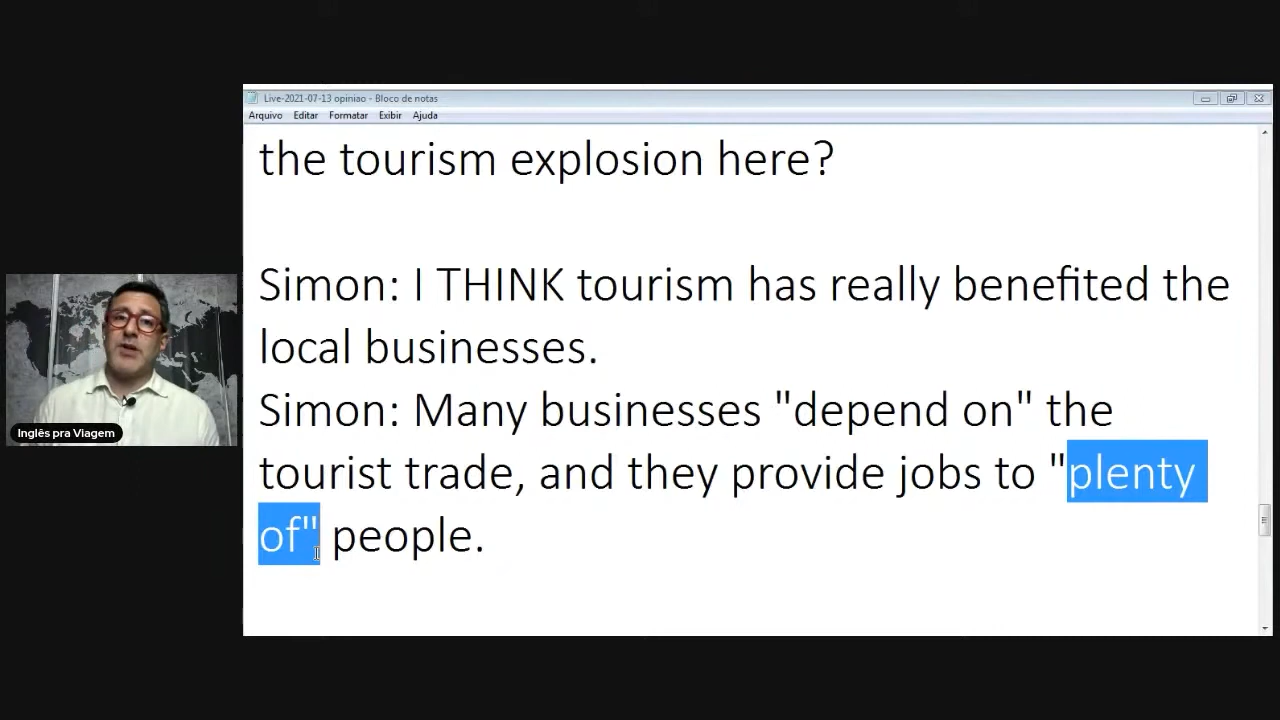 Live-2021-07-13 opiniao - Bloco de notas
Arquivo Editar Formatar Exibir Ajuda
the tourism explosion here?
Simon: I THINK tourism has really benefited the
local businesses.
Simon: Many businesses "depend on" the
tourist trade, and they provide jobs to "plenty
of" people.
Inglês pra Viagem